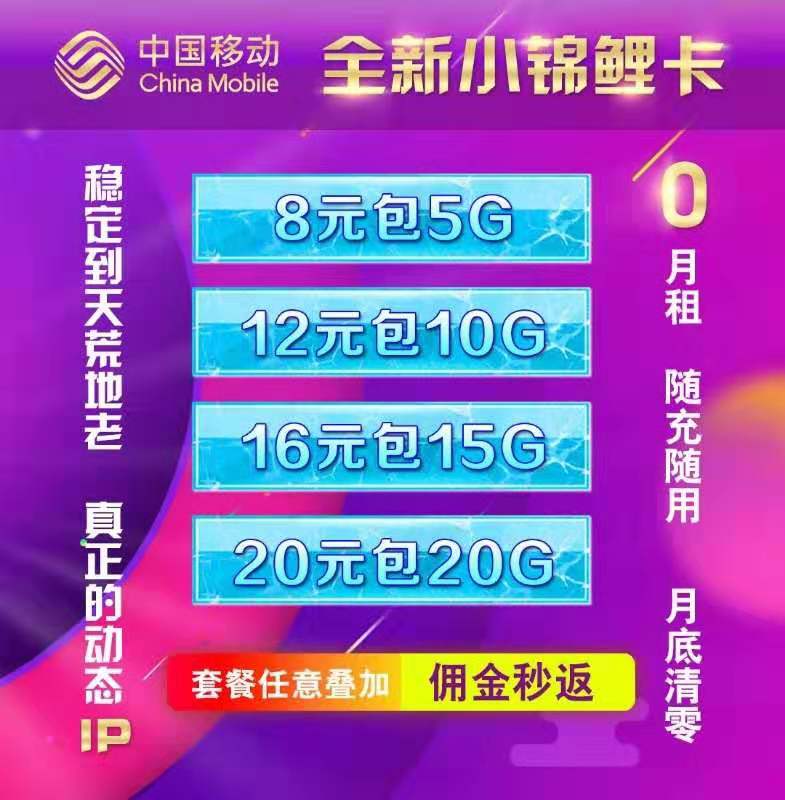 中国移动
China Mobile
全新小锦鲤卡
稳定到天荒地老
真正的动态IP
8元包5G
12元包10G
16元包15G
20元包20G
0月租
随充随用
月底清零
套餐任意叠加
佣金秒返